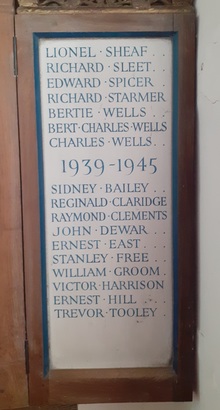 LIONEL · SHEAF . .
RICHARD · SLEET . .
EDWARD · SPICER . .
RICHARD · STARMER
BERTIE · WELLS . .
BERT · CHARLES · WELLS
CHARLES · WELLS . .
1939-1945
SIDNEY · BAILEY . .
REGINALD · CLARIDGE
RAYMOND · CLEMENTS
JOHN · DEWAR . . .
ERNEST · EAST . . .
STANLEY · FREE . . .
WILLIAM · GROOM .
VICTOR · HARRISON
ERNEST · HILL . . .
TREVOR · TOOLEY .